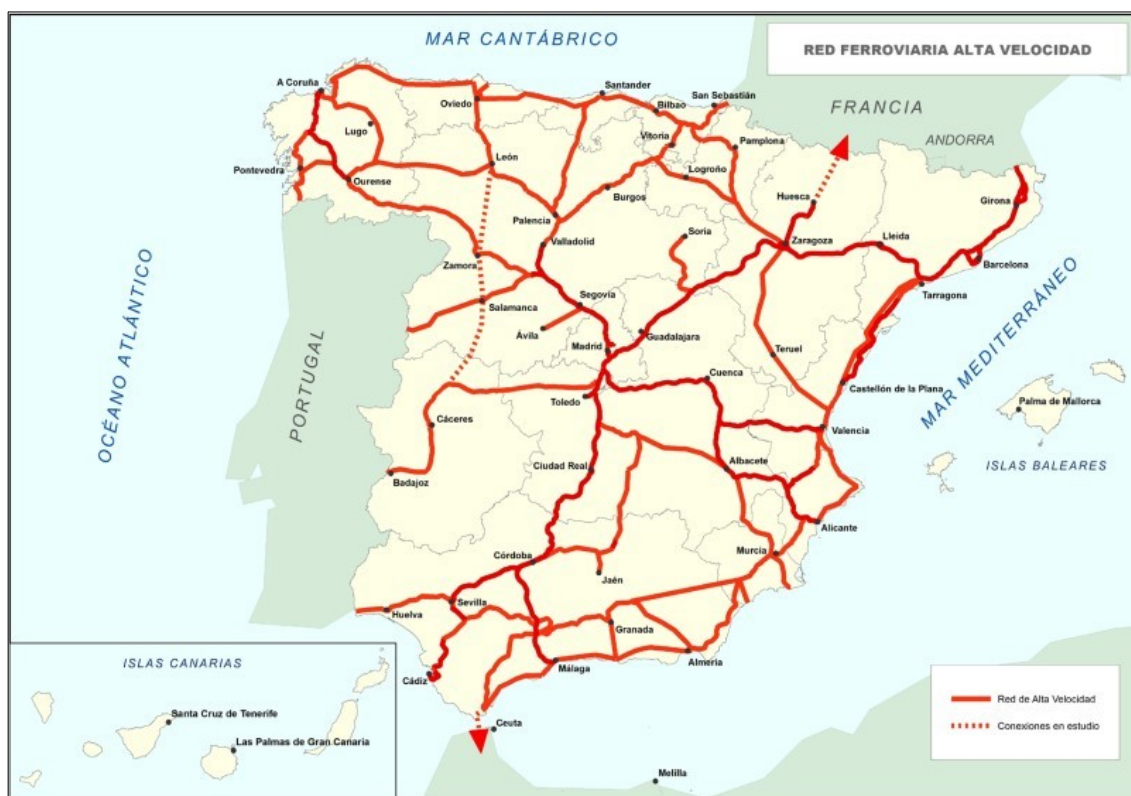 MAR CANTÁBRICO
RED FERROVIARIA ALTA VELOCIDAD
A Coruña
Santander
San Sebastián
Oviedo
Bilbao
FRANCIA
Lugo
Vitoria
Pamplona
ANDORRA
Pontevedra
León
Logroño
Ourense
Burgos
Huesca
Girona
Palencia
Soria
Valladolid
Zaragoza
Lleida
Zamora
Barcelona
Segovía
Tarragona
Salamanca
Ávila
Guadalajara
Madrid
Teruel
OCÉANO ATLÁNTICO
PORTUGAL
MAR MEDITERRÁNEO
Cuenca
Castellón de la Plana
Toledo
Palma de Mallorca
Cáceres
Valencia
Ciudad Real
Albacete
ISLAS BALEARES
Badajoz
Alicante
Murcia
Córdoba
Jaén
Sevilla
Huelva
Granada
Almería
Málaga
Cádiz
ISLAS CANARIAS
Red de Alta Velocidad
Santa Cruz de Tenerife
Ceuta
Conexiones en estudio
Las Palmas de Gran Canaria
Melilla